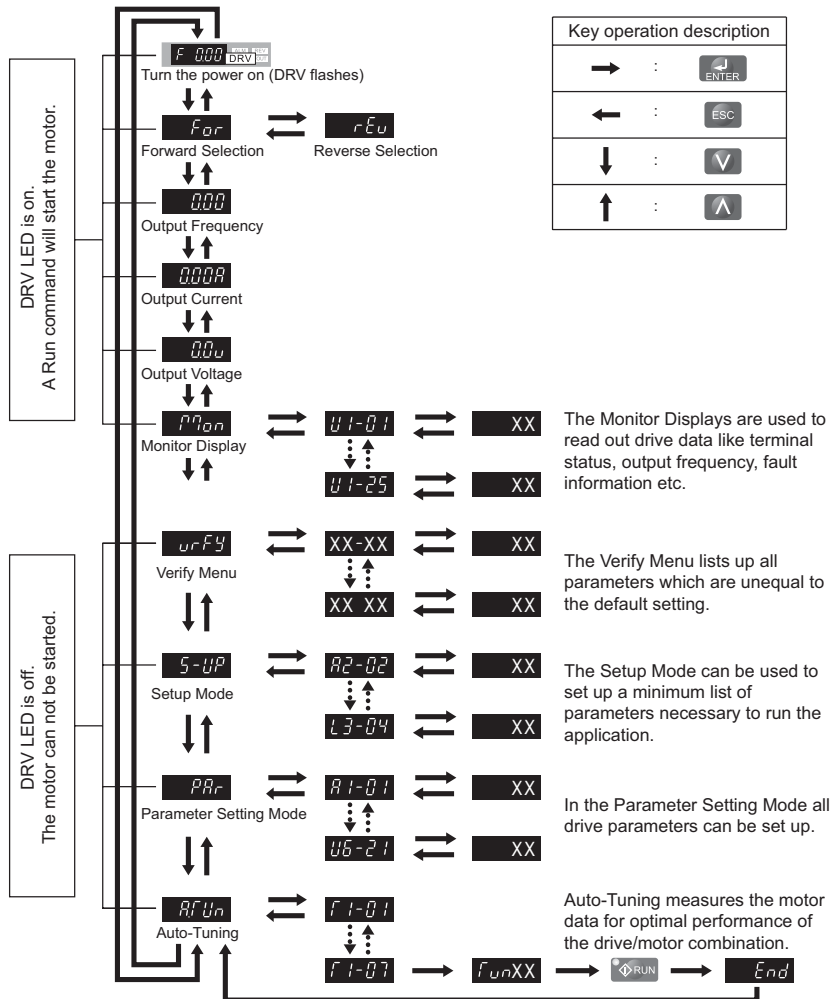 F 0.00
DRV
Turn the power on (DRV flashes)
For
rEv
Forward Selection
Reverse Selection
0.00
Output Frequency
0.00A
Output Current
0.0v
Output Voltage
Mon
U1-01
XX
Monitor Display
U1-25
XX
DRV LED is on.
A Run command will start the motor.
Key operation description
: ENTER
: ESC
: V
: Λ
The Monitor Displays are used to
read out drive data like terminal
status, output frequency, fault
information etc.
vrFY
XX-XX
XX
Verify Menu
XX XX
XX
The Verify Menu lists up all
parameters which are unequal to
the default setting.
S-UP
A2-02
XX
Setup Mode
L3-04
XX
The Setup Mode can be used to
set up a minimum list of
parameters necessary to run the
application.
PAr
A1-01
XX
Parameter Setting Mode
U6-21
XX
In the Parameter Setting Mode all
drive parameters can be set up.
DRV LED is off.
The motor can not be started.
A.TUn
T1-01
Auto-Tuning
T1-07
TunXX
RUN
End
Auto-Tuning measures the motor
data for optimal performance of
the drive/motor combination.